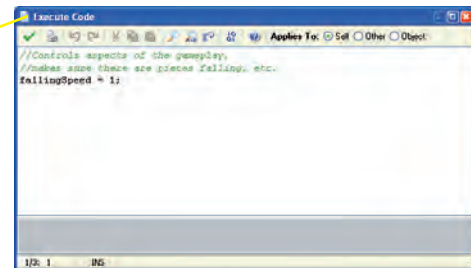 Execute Code
Applies To: Self Other Object
//Controls aspects of the gameplay,
//makes sure there are pieces falling, etc.
fallingSpeed = 1;
1/3: 1 INS